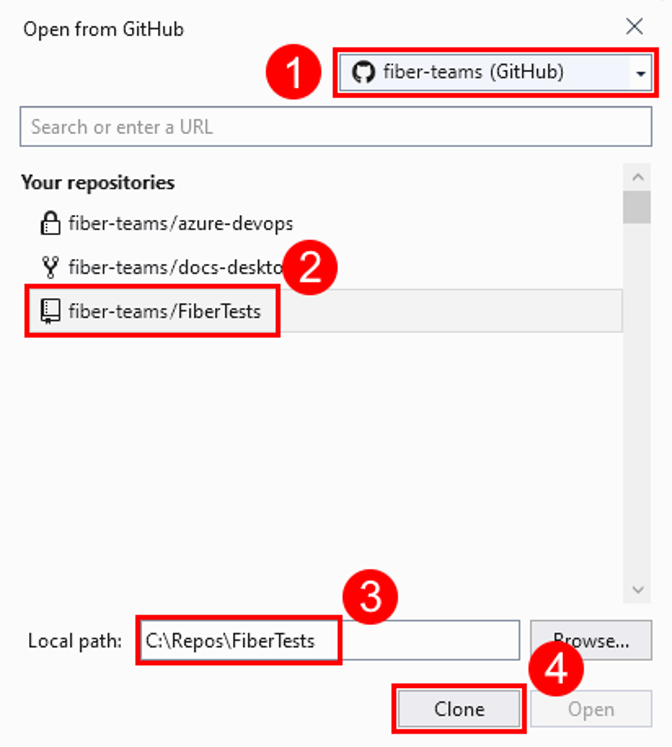 Open from GitHub
1
fiber-teams (GitHub)
Search or enter a URL
Your repositories
fiber-teams/azure-devops
fiber-teams/docs-deskto
2
fiber-teams/FiberTests
3
Local path: C:\Repos\FiberTests Browse...
4
Clone Open